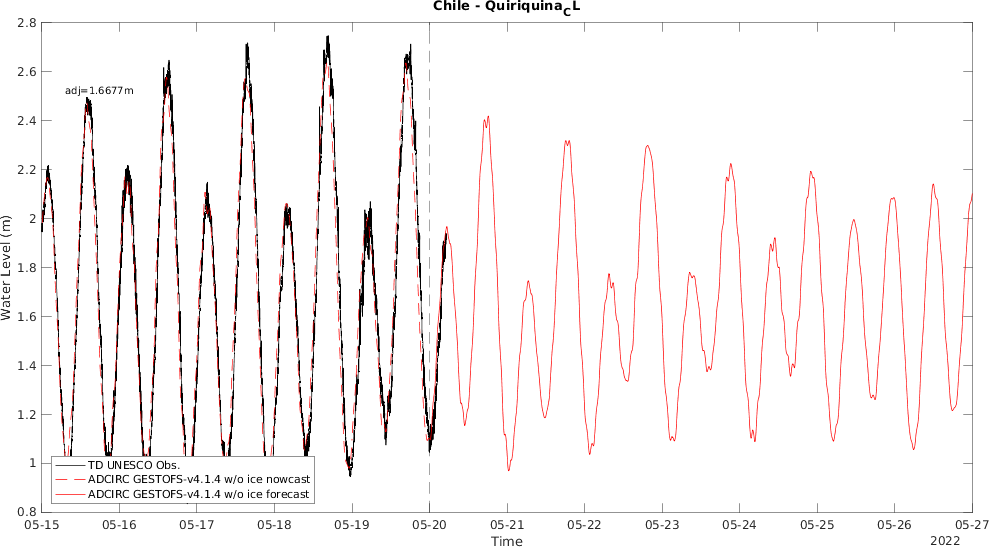 Chile - Quiriquina_CL
2.8
2.6
2.4
2.2
2
1.8
1.6
1.4
1.2
1
0.8
Water Level (m)
adj=1.6677m
TD UNESCO Obs.
ADCIRC GESTOFS-v4.1.4 w/o ice nowcast
ADCIRC GESTOFS-v4.1.4 w/o ice forecast
05-15 05-16 05-17 05-18 05-19 05-20 05-21 05-22 05-23 05-24 05-25 05-26 05-27
Time
2022